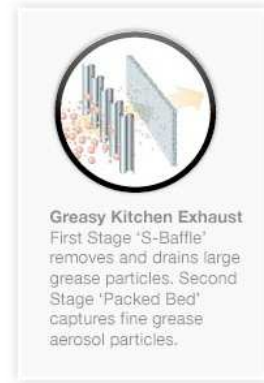 Greasy Kitchen Exhaust
First Stage ‘S-Baffle’
removes and drains large
grease particles. Second
Stage ‘Packed Bed’
captures fine grease
aerosol particles.